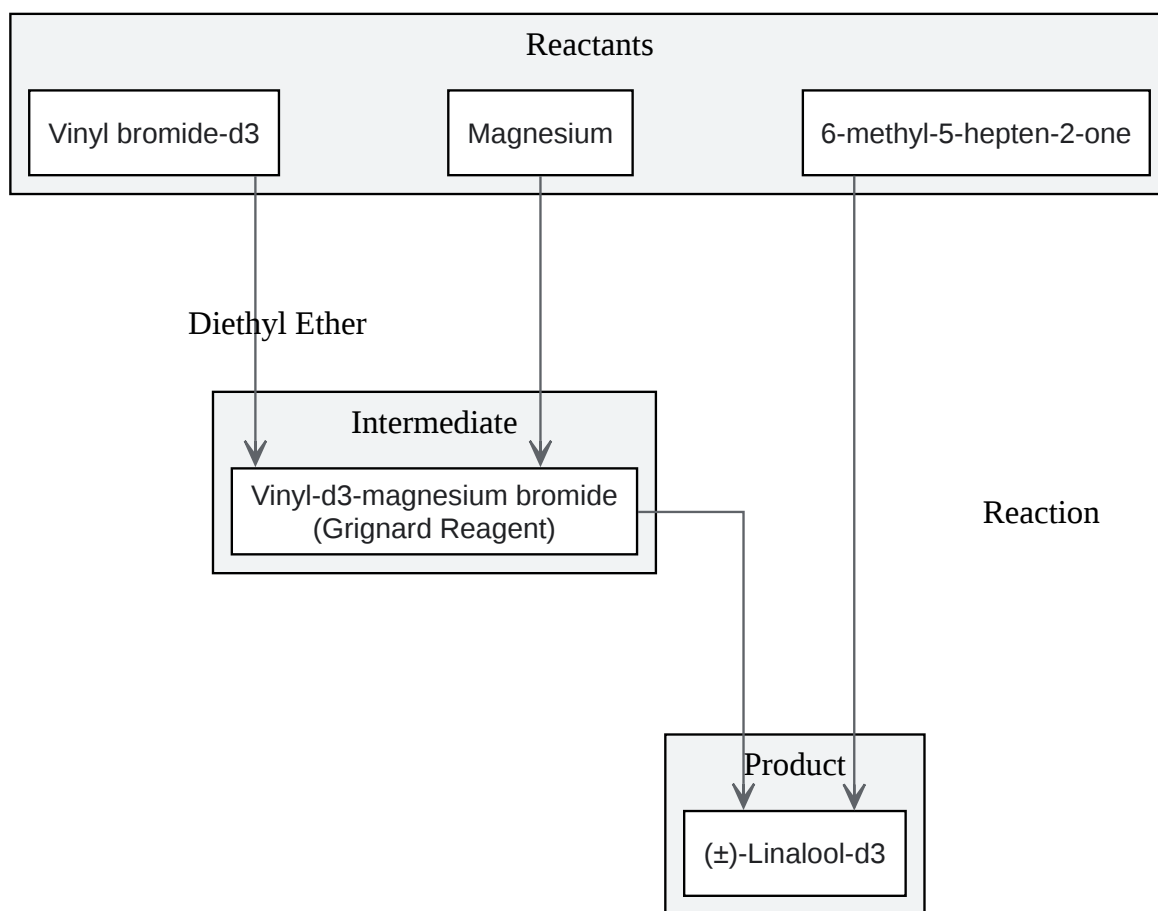 Reactants
Vinyl bromide-d3
Magnesium
6-methyl-5-hepten-2-one
Diethyl Ether
Intermediate
Vinyl-d3-magnesium bromide
(Grignard Reagent)
Reaction
Product
(±)-Linalool-d3